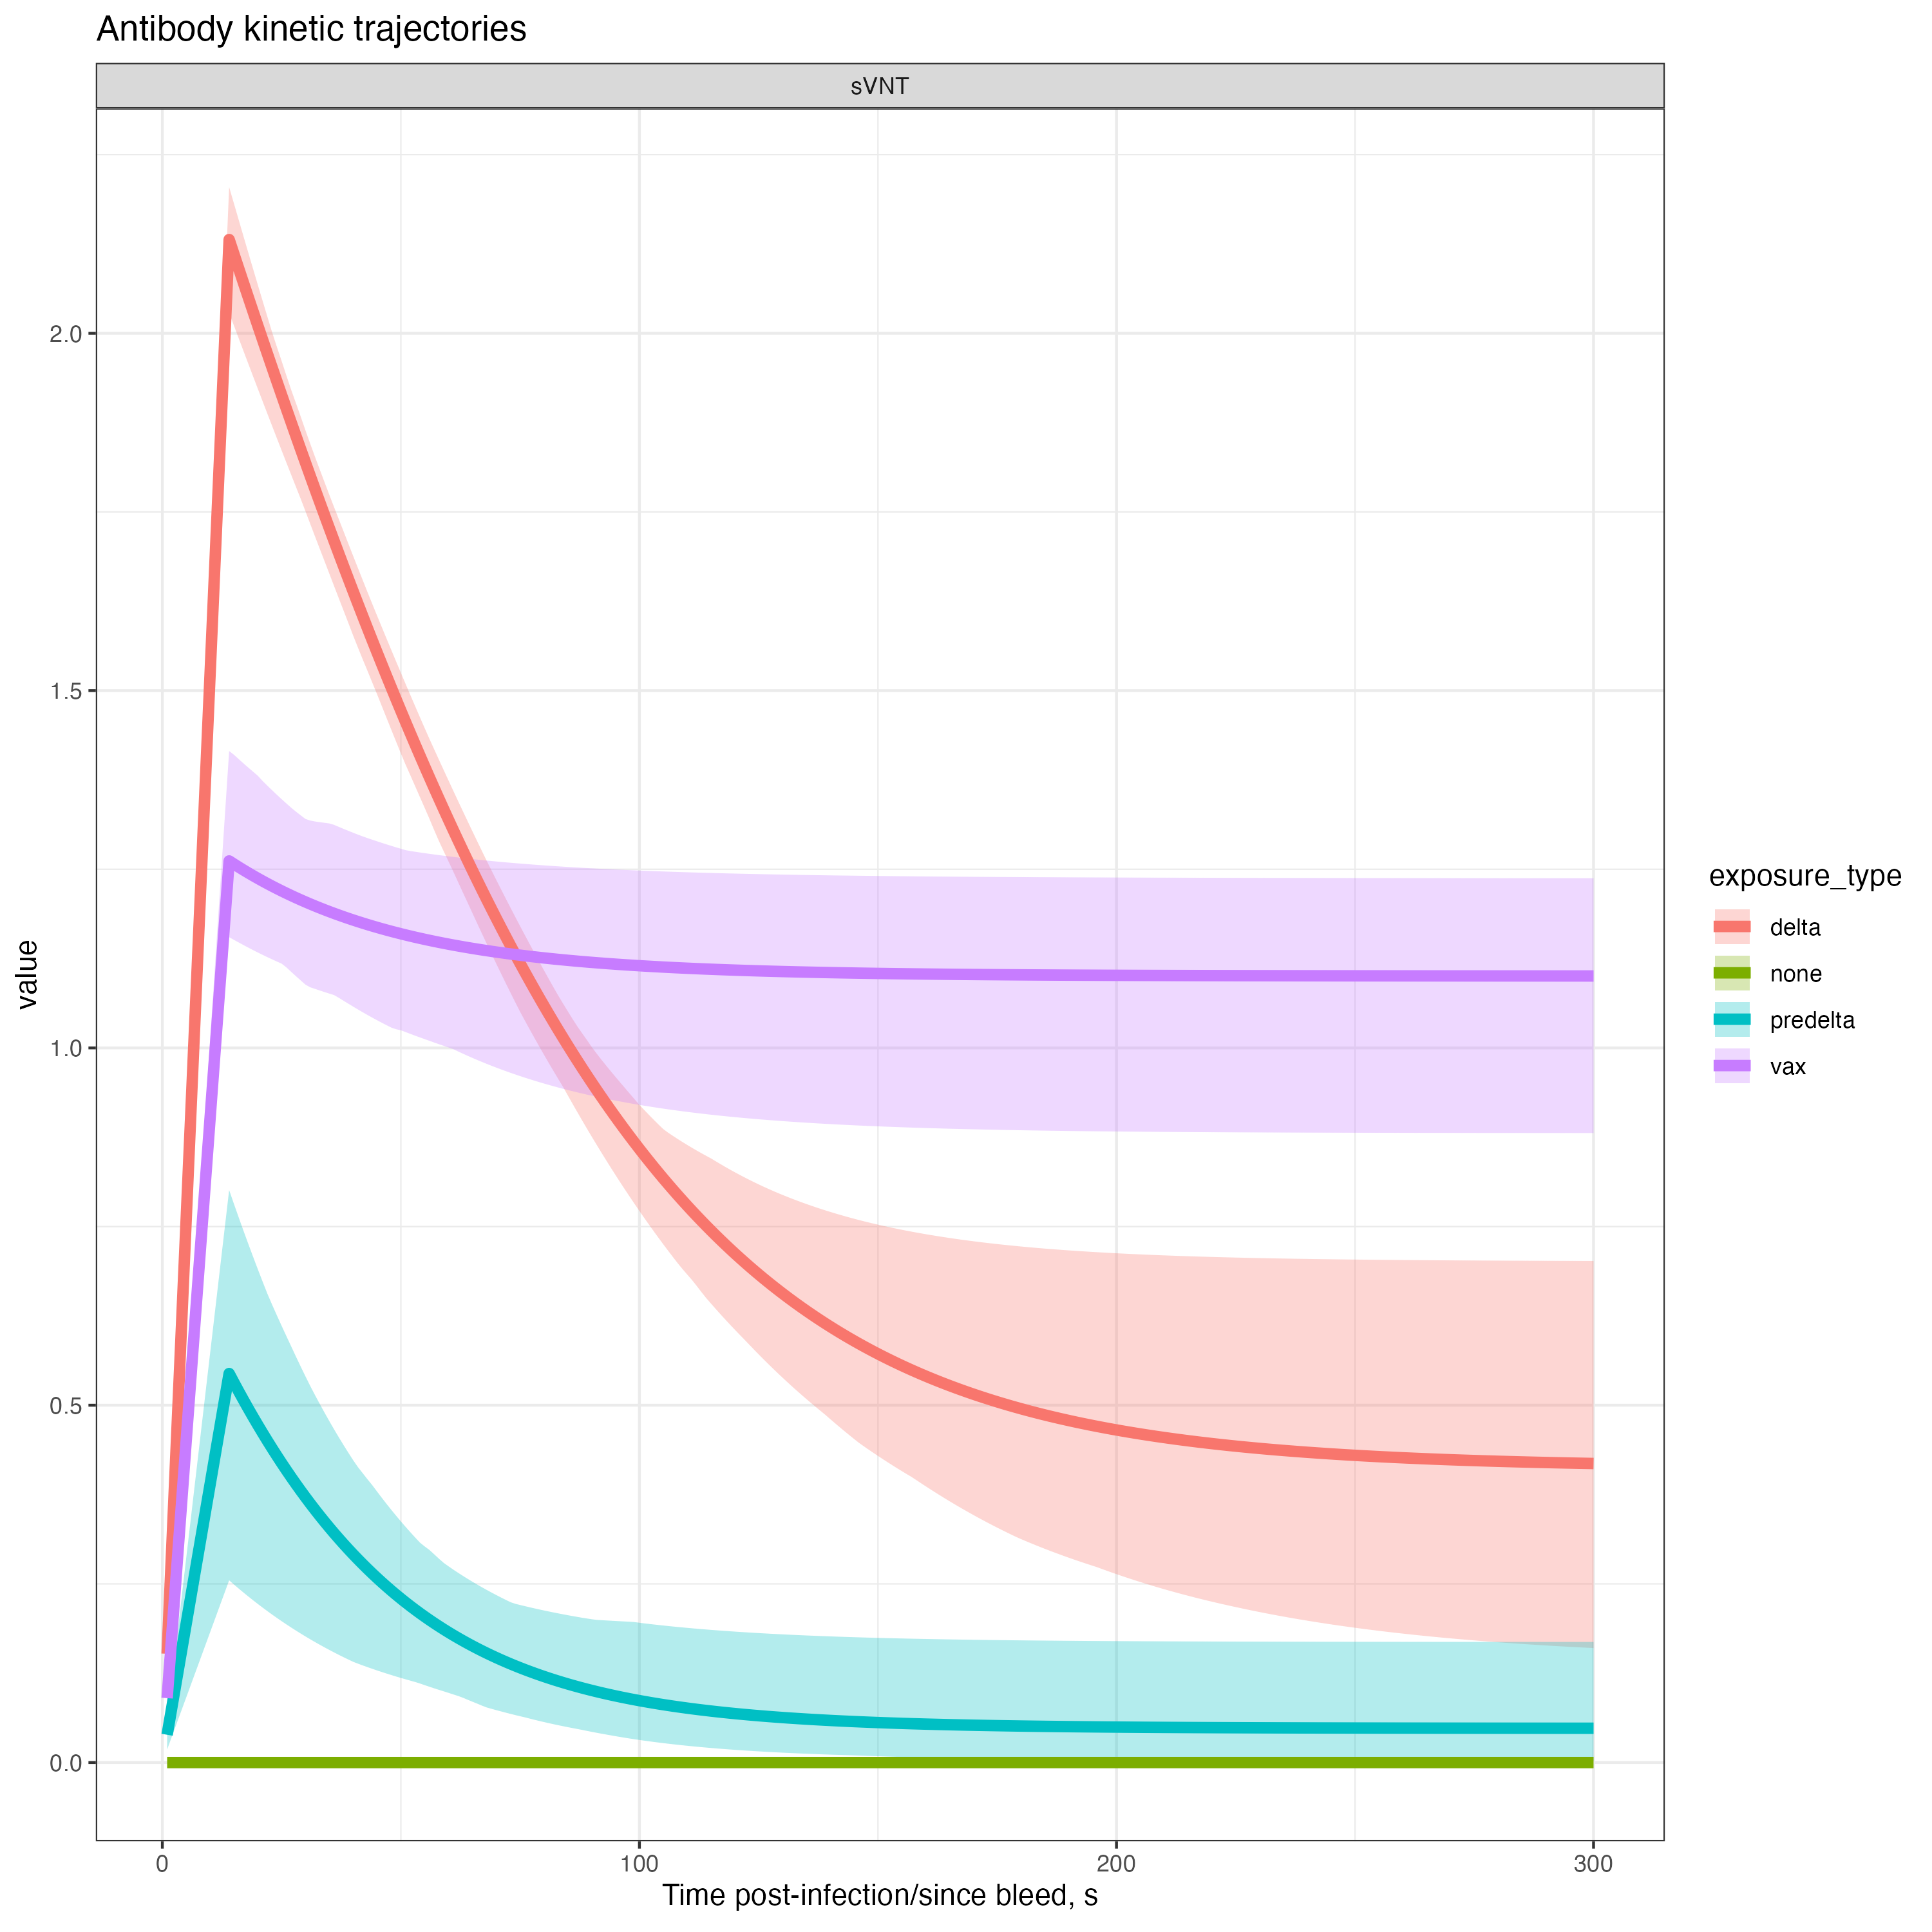 Antibody kinetic trajectories
sVNT
2.0
1.5
1.0
0.5
0.0
value
0 100 200 300
Time post-infection/since bleed, s
exposure_type
delta
none
predelta
vax